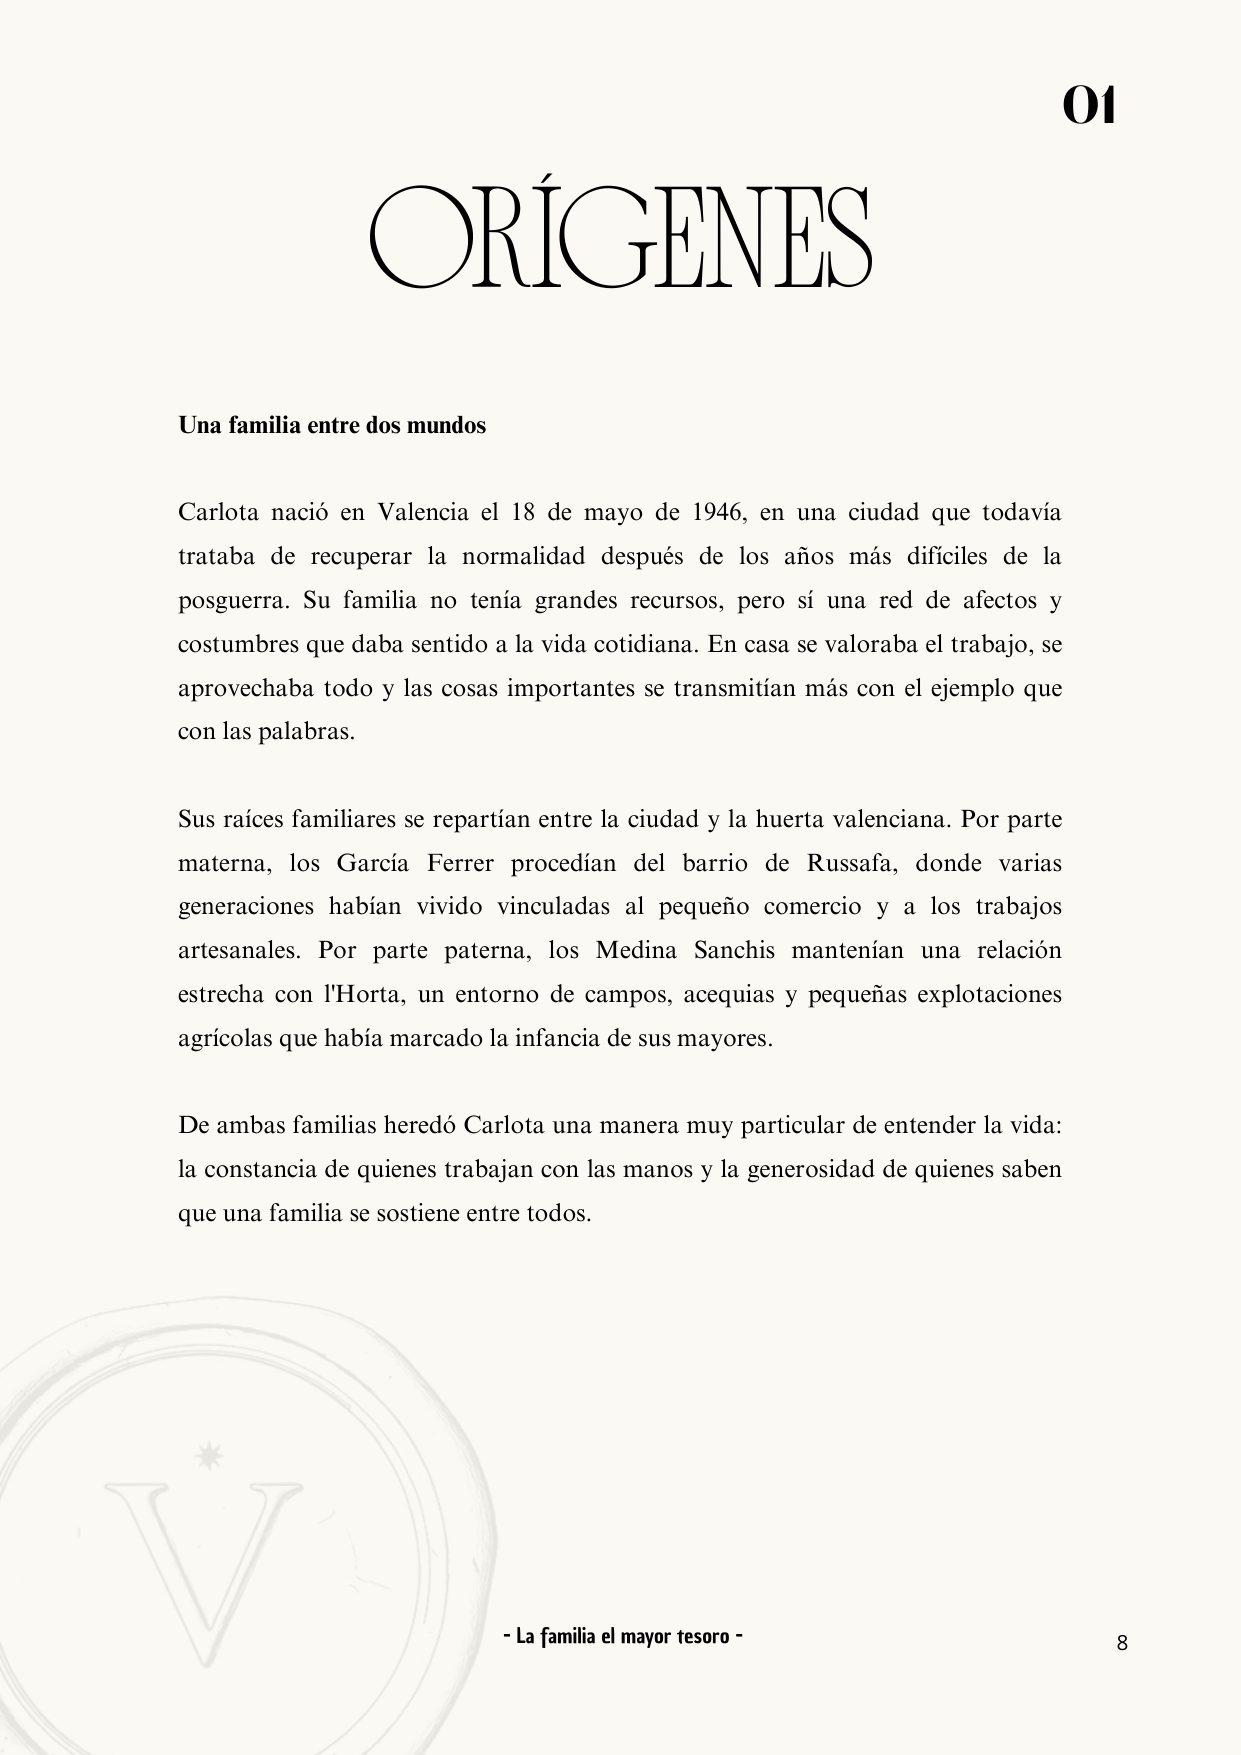 01
ORÍGENES
Una familia entre dos mundos
Carlota nació en Valencia el 18 de mayo de 1946, en una ciudad que todavía
trataba de recuperar la normalidad después de los años más difíciles de la
posguerra. Su familia no tenía grandes recursos, pero sí una red de afectos y
costumbres que daba sentido a la vida cotidiana. En casa se valoraba el trabajo, se
aprovechaba todo y las cosas importantes se transmitían más con el ejemplo que
con las palabras.
Sus raíces familiares se repartían entre la ciudad y la huerta valenciana. Por parte
materna, los García Ferrer procedían del barrio de Russafa, donde varias
generaciones habían vivido vinculadas al pequeño comercio y a los trabajos
artesanales. Por parte paterna, los Medina Sanchis mantenían una relación
estrecha con l'Horta, un entorno de campos, acequias y pequeñas explotaciones
agrícolas que había marcado la infancia de sus mayores.
De ambas familias heredó Carlota una manera muy particular de entender la vida:
la constancia de quienes trabajan con las manos y la generosidad de quienes saben
que una familia se sostiene entre todos.
V
- La familia el mayor tesoro -
8